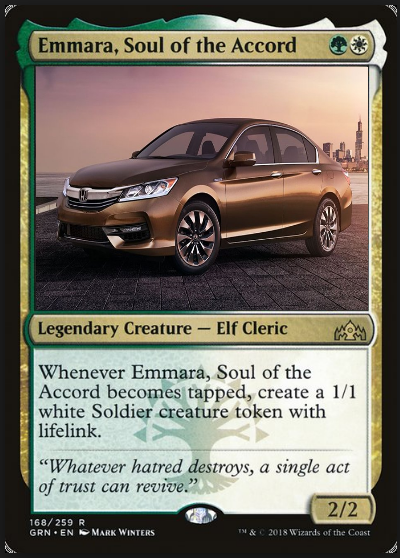 Emmara, Soul of the Accord
Legendary Creature — Elf Cleric
Whenever Emmara, Soul of the
Accord becomes tapped, create a 1/1
white Soldier creature token with
lifelink.
“Whatever hatred destroys, a single act
of trust can revive.”
2/2
168/259 R
GRN • EN Mark Winters
™ & © 2018 Wizards of the Coast